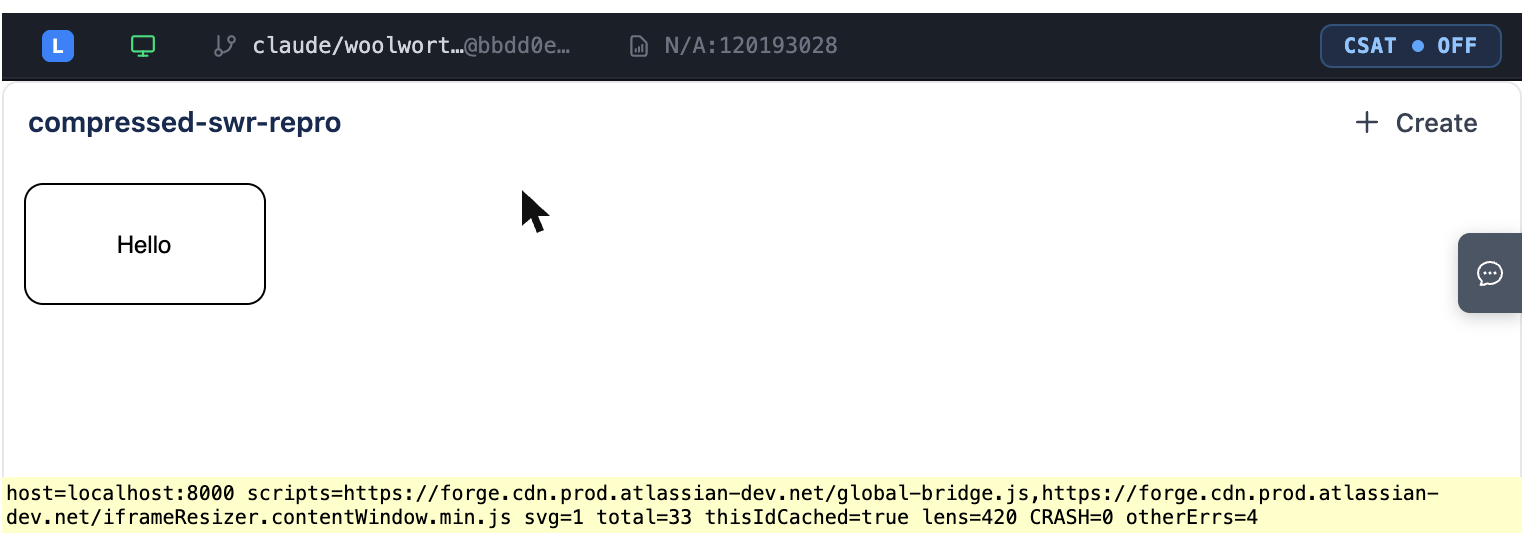 L claude/woolwort…@bbdd0e… N/A:120193028 CSAT ● OFF
compressed-swr-repro + Create
Hello
host=localhost:8000 scripts=https://forge.cdn.prod.atlassian-dev.net/global-bridge.js,https://forge.cdn.prod.atlassian-
dev.net/iframeResizer.contentWindow.min.js svg=1 total=33 thisIdCached=true lens=420 CRASH=0 otherErrs=4